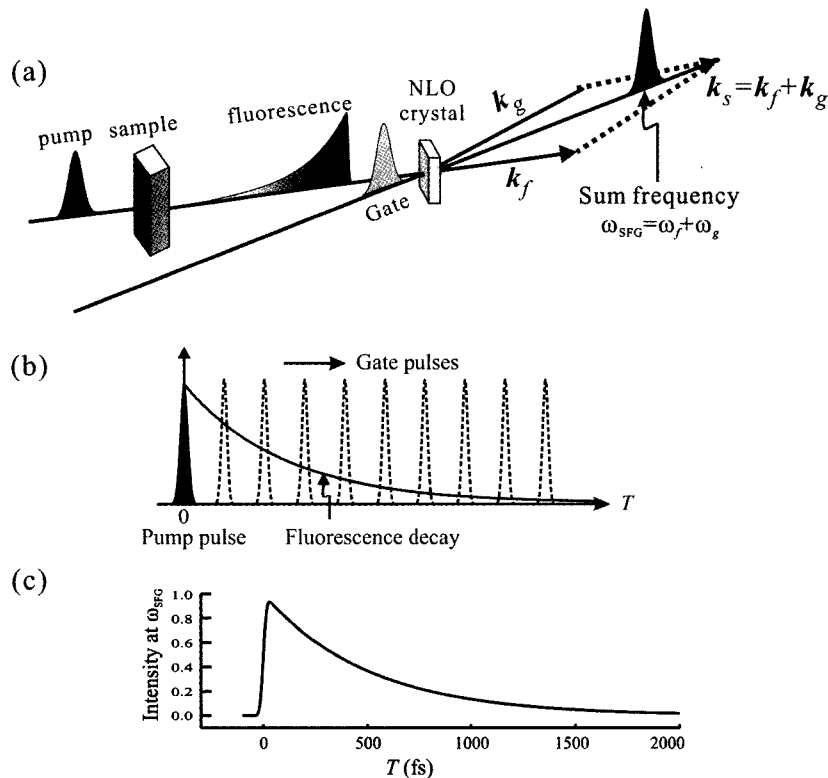 (a)
pump
sample
fluorescence
Gate
NLO
crystal
k_g
k_f
k_s=k_f+k_g
Sum frequency
ω_SFG=ω_f+ω_g
(b)
Gate pulses
T
0
Pump pulse
Fluorescence decay
(c)
Intensity at ω_SFG
1.0
0.8
0.6
0.4
0.2
0.0
0 500 1000 1500 2000
T (fs)